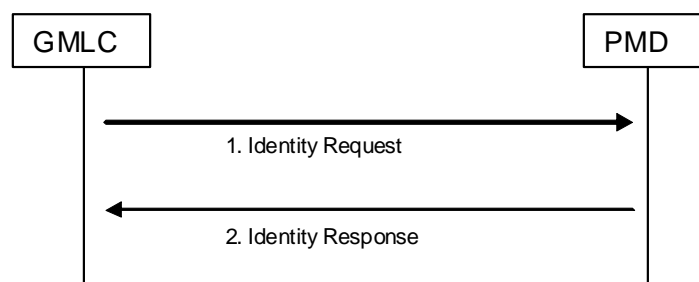 GMLC
PMD
1. Identity Request
2. Identity Response